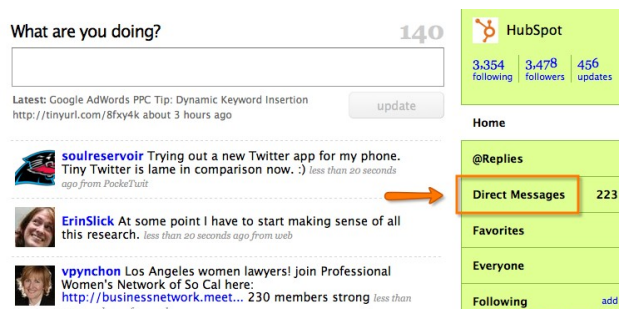 What are you doing?
140
Latest: Google AdWords PPC Tip: Dynamic Keyword Insertion
http://tinyurl.com/8fxy4k about 3 hours ago
update
soulreservoir Trying out a new Twitter app for my phone.
Tiny Twitter is lame in comparison now. :) less than 20 seconds
ago from PockeTwit
ErinSlick At some point I have to start making sense of all
this research. less than 20 seconds ago from web
vpynchon Los Angeles women lawyers! join Professional
Women's Network of So Cal here:
http://businessnetwork.meet... 230 members strong less than
HubSpot
3,354 3,478 456
following followers updates
Home
@Replies
Direct Messages 223
Favorites
Everyone
Following add